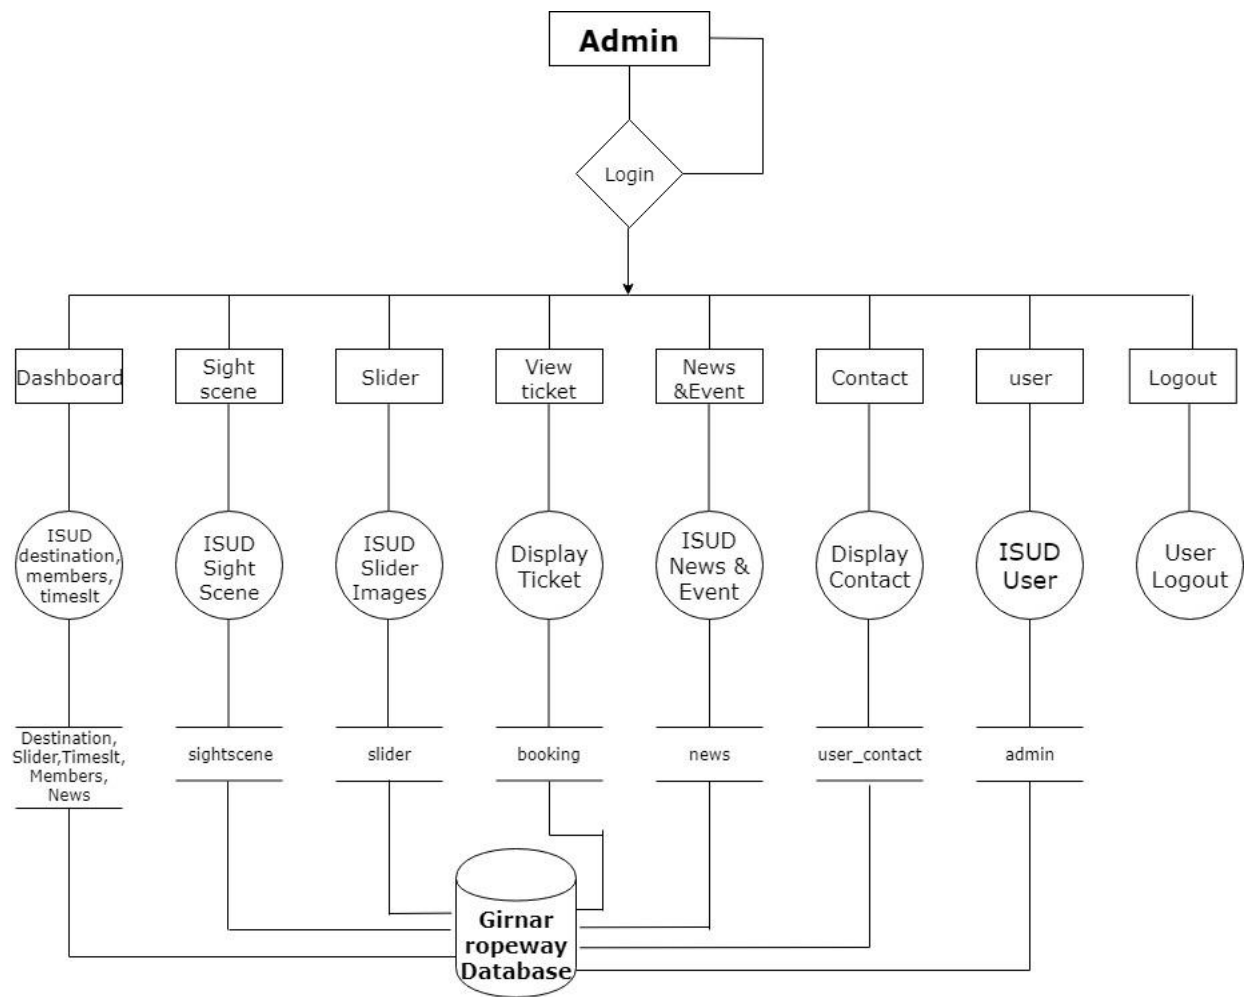 Admin
Login
Dashboard
Sight
scene
Slider
View
ticket
News
&Event
Contact
user
Logout
ISUD
destination,
members,
timeslt
ISUD
Sight
Scene
ISUD
Slider
Images
Display
Ticket
ISUD
News &
Event
Display
Contact
ISUD
User
User
Logout
Destination,
Slider,Timeslt,
Members,
News
sightscene
slider
booking
news
user_contact
admin
Girnar
ropeway
Database